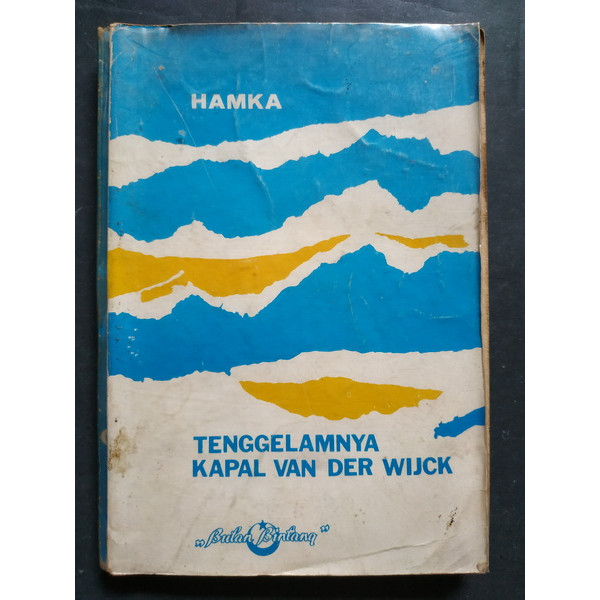 HAMKA
TENGGELAMNYA
KAPAL VAN DER WIJCK
„Bulan Bintang"